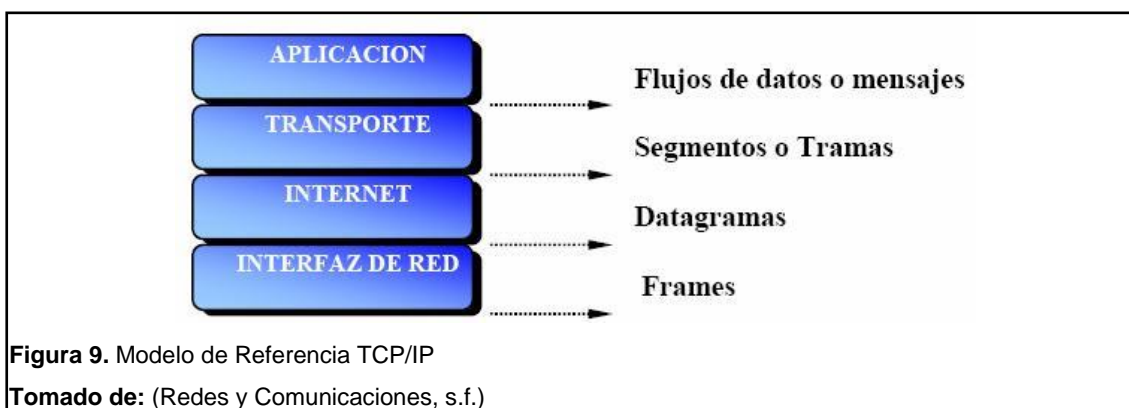 APLICACION
Flujos de datos o mensajes
TRANSPORTE
Segmentos o Tramas
INTERNET
Datagramas
INTERFAZ DE RED
Frames
Figura 9. Modelo de Referencia TCP/IP
Tomado de: (Redes y Comunicaciones, s.f.)